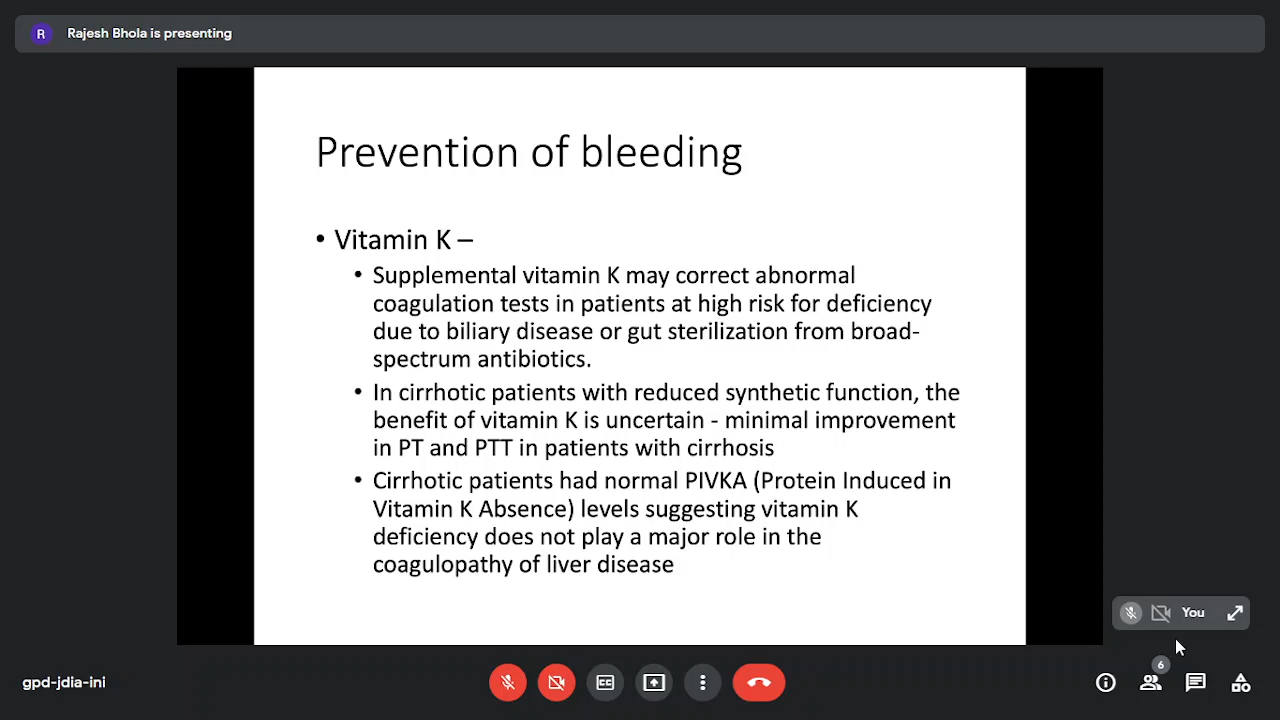 R Rajesh Bhola is presenting
Prevention of bleeding
• Vitamin K –
• Supplemental vitamin K may correct abnormal
coagulation tests in patients at high risk for deficiency
due to biliary disease or gut sterilization from broad-
spectrum antibiotics.
• In cirrhotic patients with reduced synthetic function, the
benefit of vitamin K is uncertain - minimal improvement
in PT and PTT in patients with cirrhosis
• Cirrhotic patients had normal PIVKA (Protein Induced in
Vitamin K Absence) levels suggesting vitamin K
deficiency does not play a major role in the
coagulopathy of liver disease
You
gpd-jdia-ini
CC
6